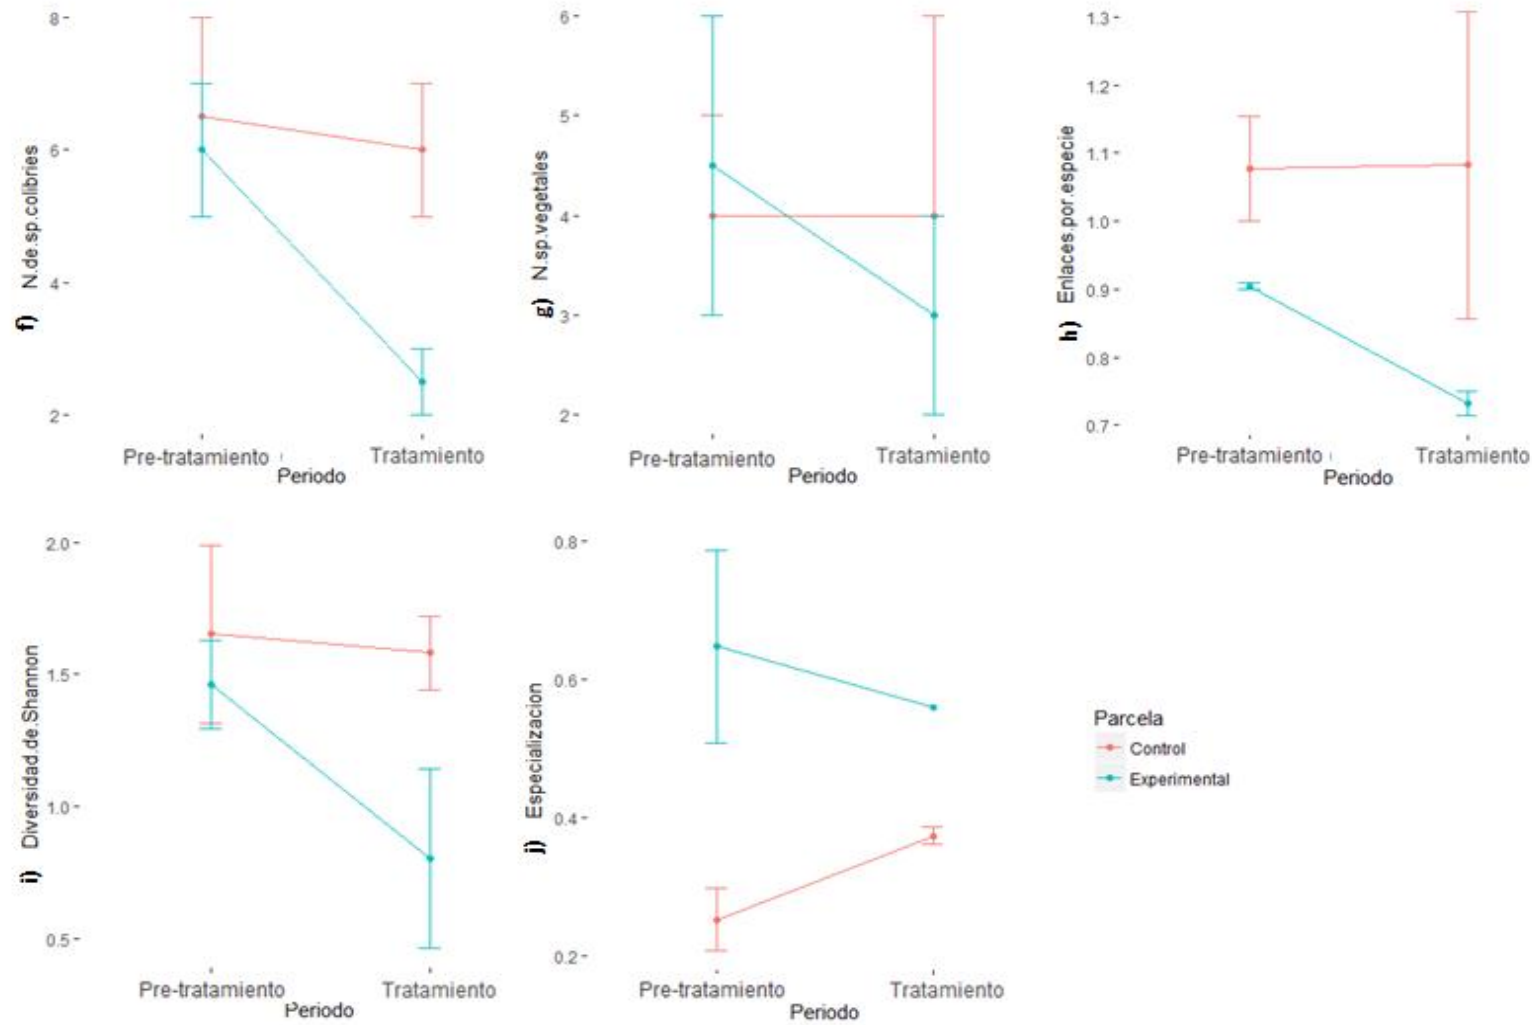 f)
N.de.sp.colibries
8
6
4
2
Pre-tratamiento
Tratamiento
Periodo
g)
N.sp.vegetales
6
5
4
3
2
Pre-tratamiento
Tratamiento
Periodo
h)
Enlaces.por.especie
1.3
1.2
1.1
1.0
0.9
0.8
0.7
Pre-tratamiento
Tratamiento
Periodo
i)
Diversidad.de.Shannon
2.0
1.5
1.0
0.5
Pre-tratamiento
Tratamiento
Periodo
j)
Especializacion
0.8
0.6
0.4
0.2
Pre-tratamiento
Tratamiento
Periodo
Parcela
Control
Experimental